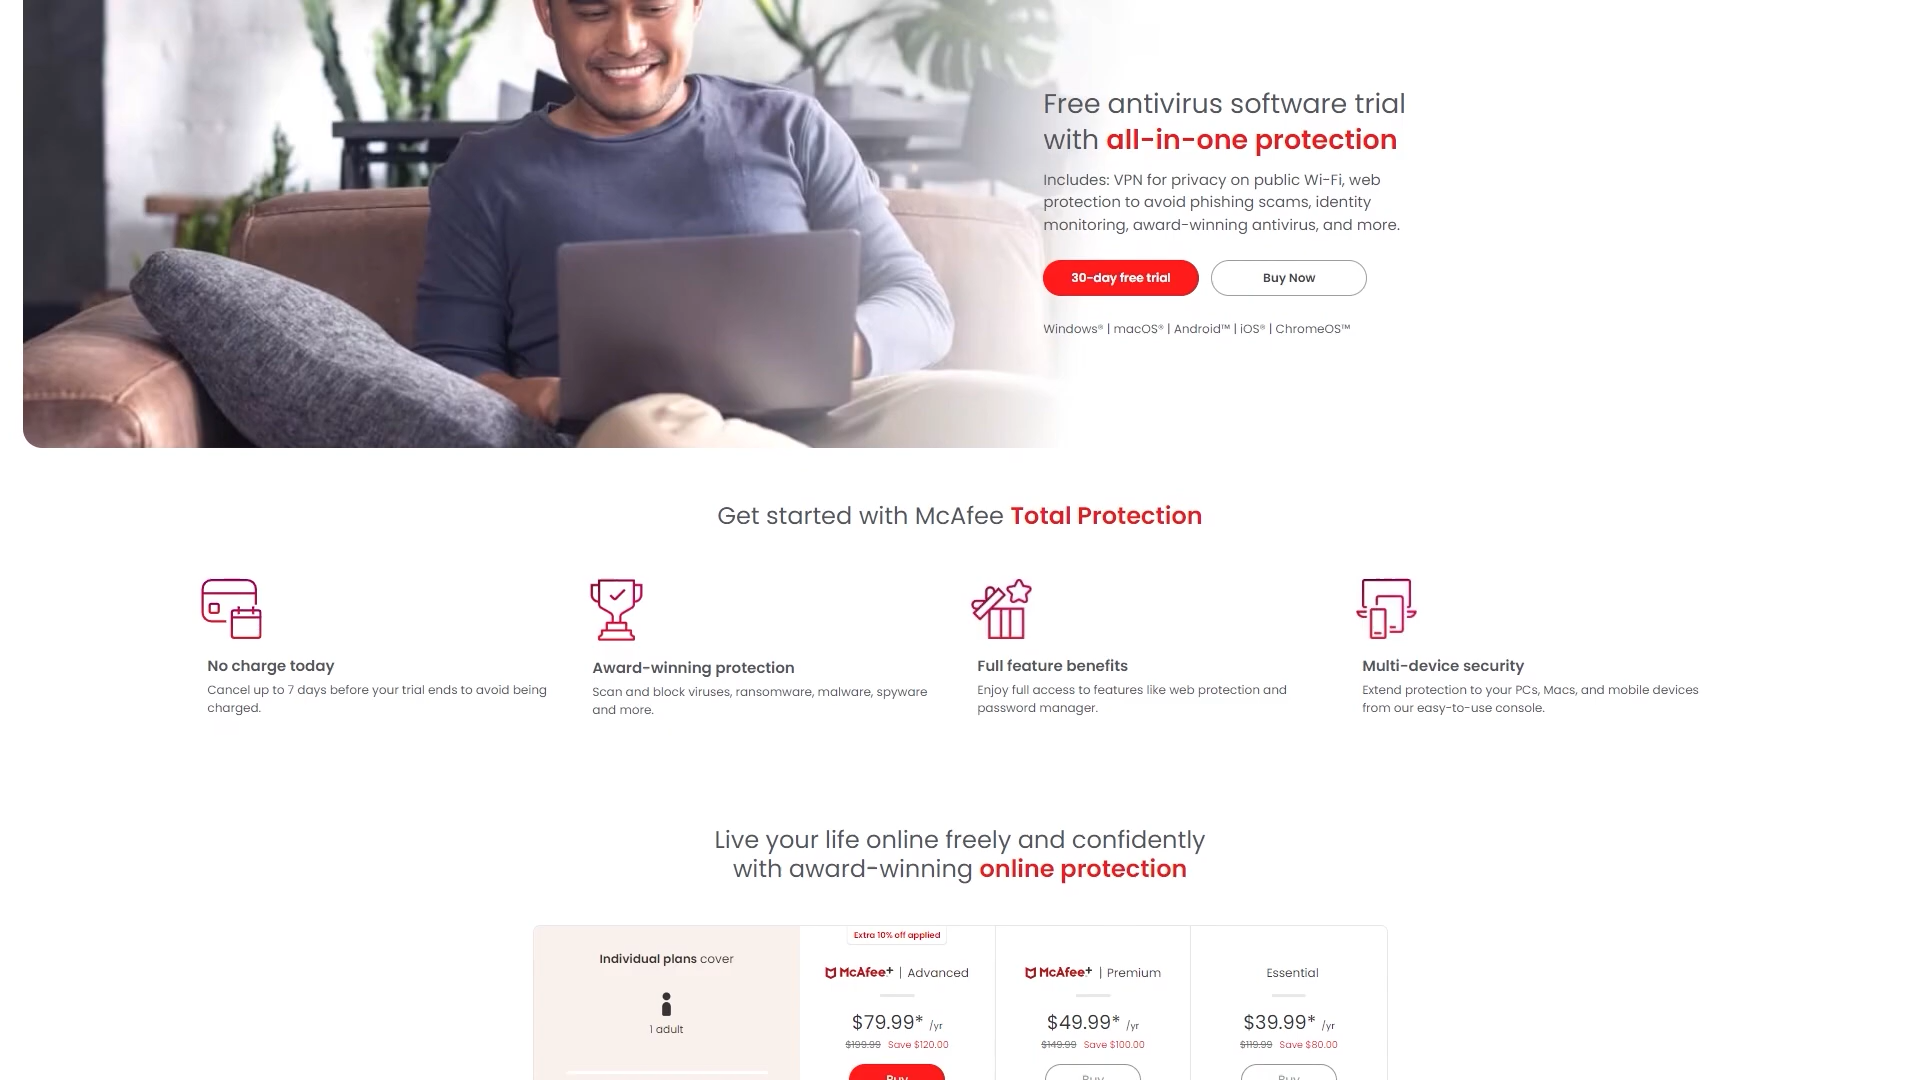 Free antivirus software trial
with all-in-one protection
Includes: VPN for privacy on public Wi-Fi, web
protection to avoid phishing scams, identity
monitoring, award-winning antivirus, and more.
30-day free trial
Buy Now
Windows® | macOS® | Android™ | iOS® | ChromeOS™
Get started with McAfee Total Protection
No charge today
Cancel up to 7 days before your trial ends to avoid being
charged.
Award-winning protection
Scan and block viruses, ransomware, malware, spyware
and more.
Full feature benefits
Enjoy full access to features like web protection and
password manager.
Multi-device security
Extend protection to your PCs, Macs, and mobile devices
from our easy-to-use console.
Live your life online freely and confidently
with award-winning online protection
Individual plans cover
1 adult
Extra 10% off applied
McAfee+ | Advanced
$79.99* /yr
$199.99 Save $120.00
Buy
McAfee+ | Premium
$49.99* /yr
$149.99 Save $100.00
Buy
Essential
$39.99* /yr
$119.99 Save $80.00
Buy